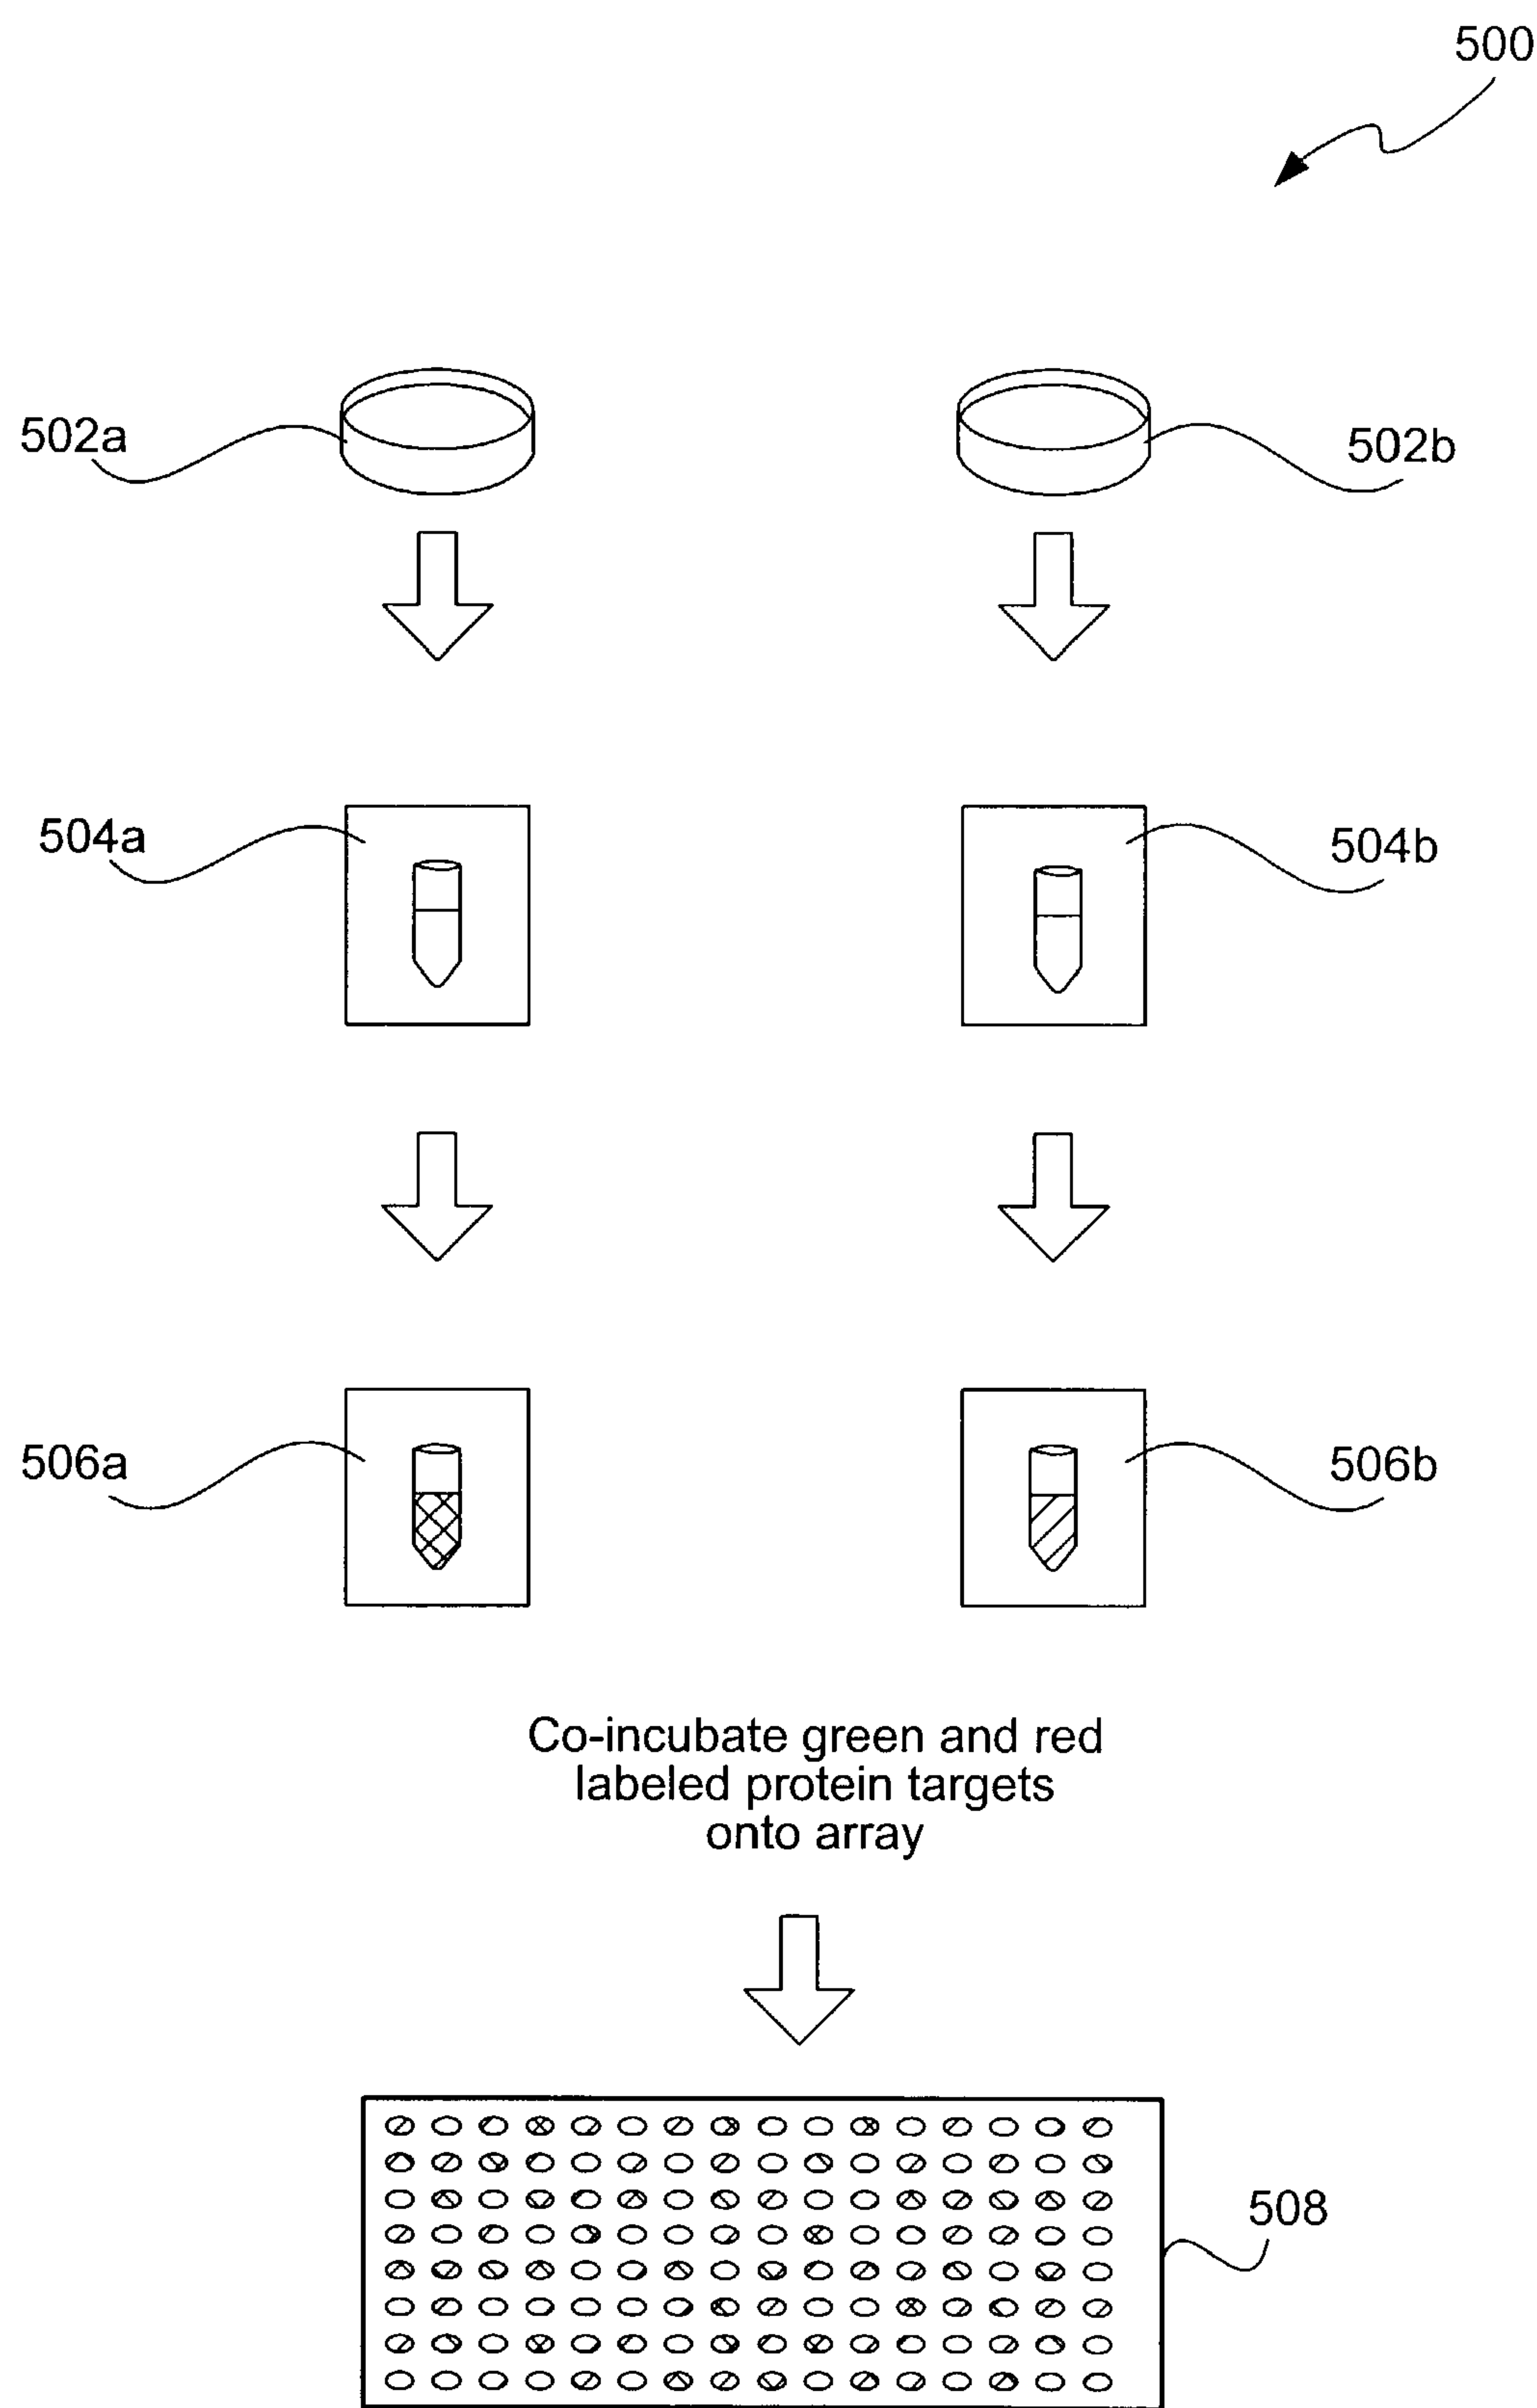 500
502a
502b
504a
504b
506a
506b
Co-incubate green and red
labeled protein targets
onto array
508